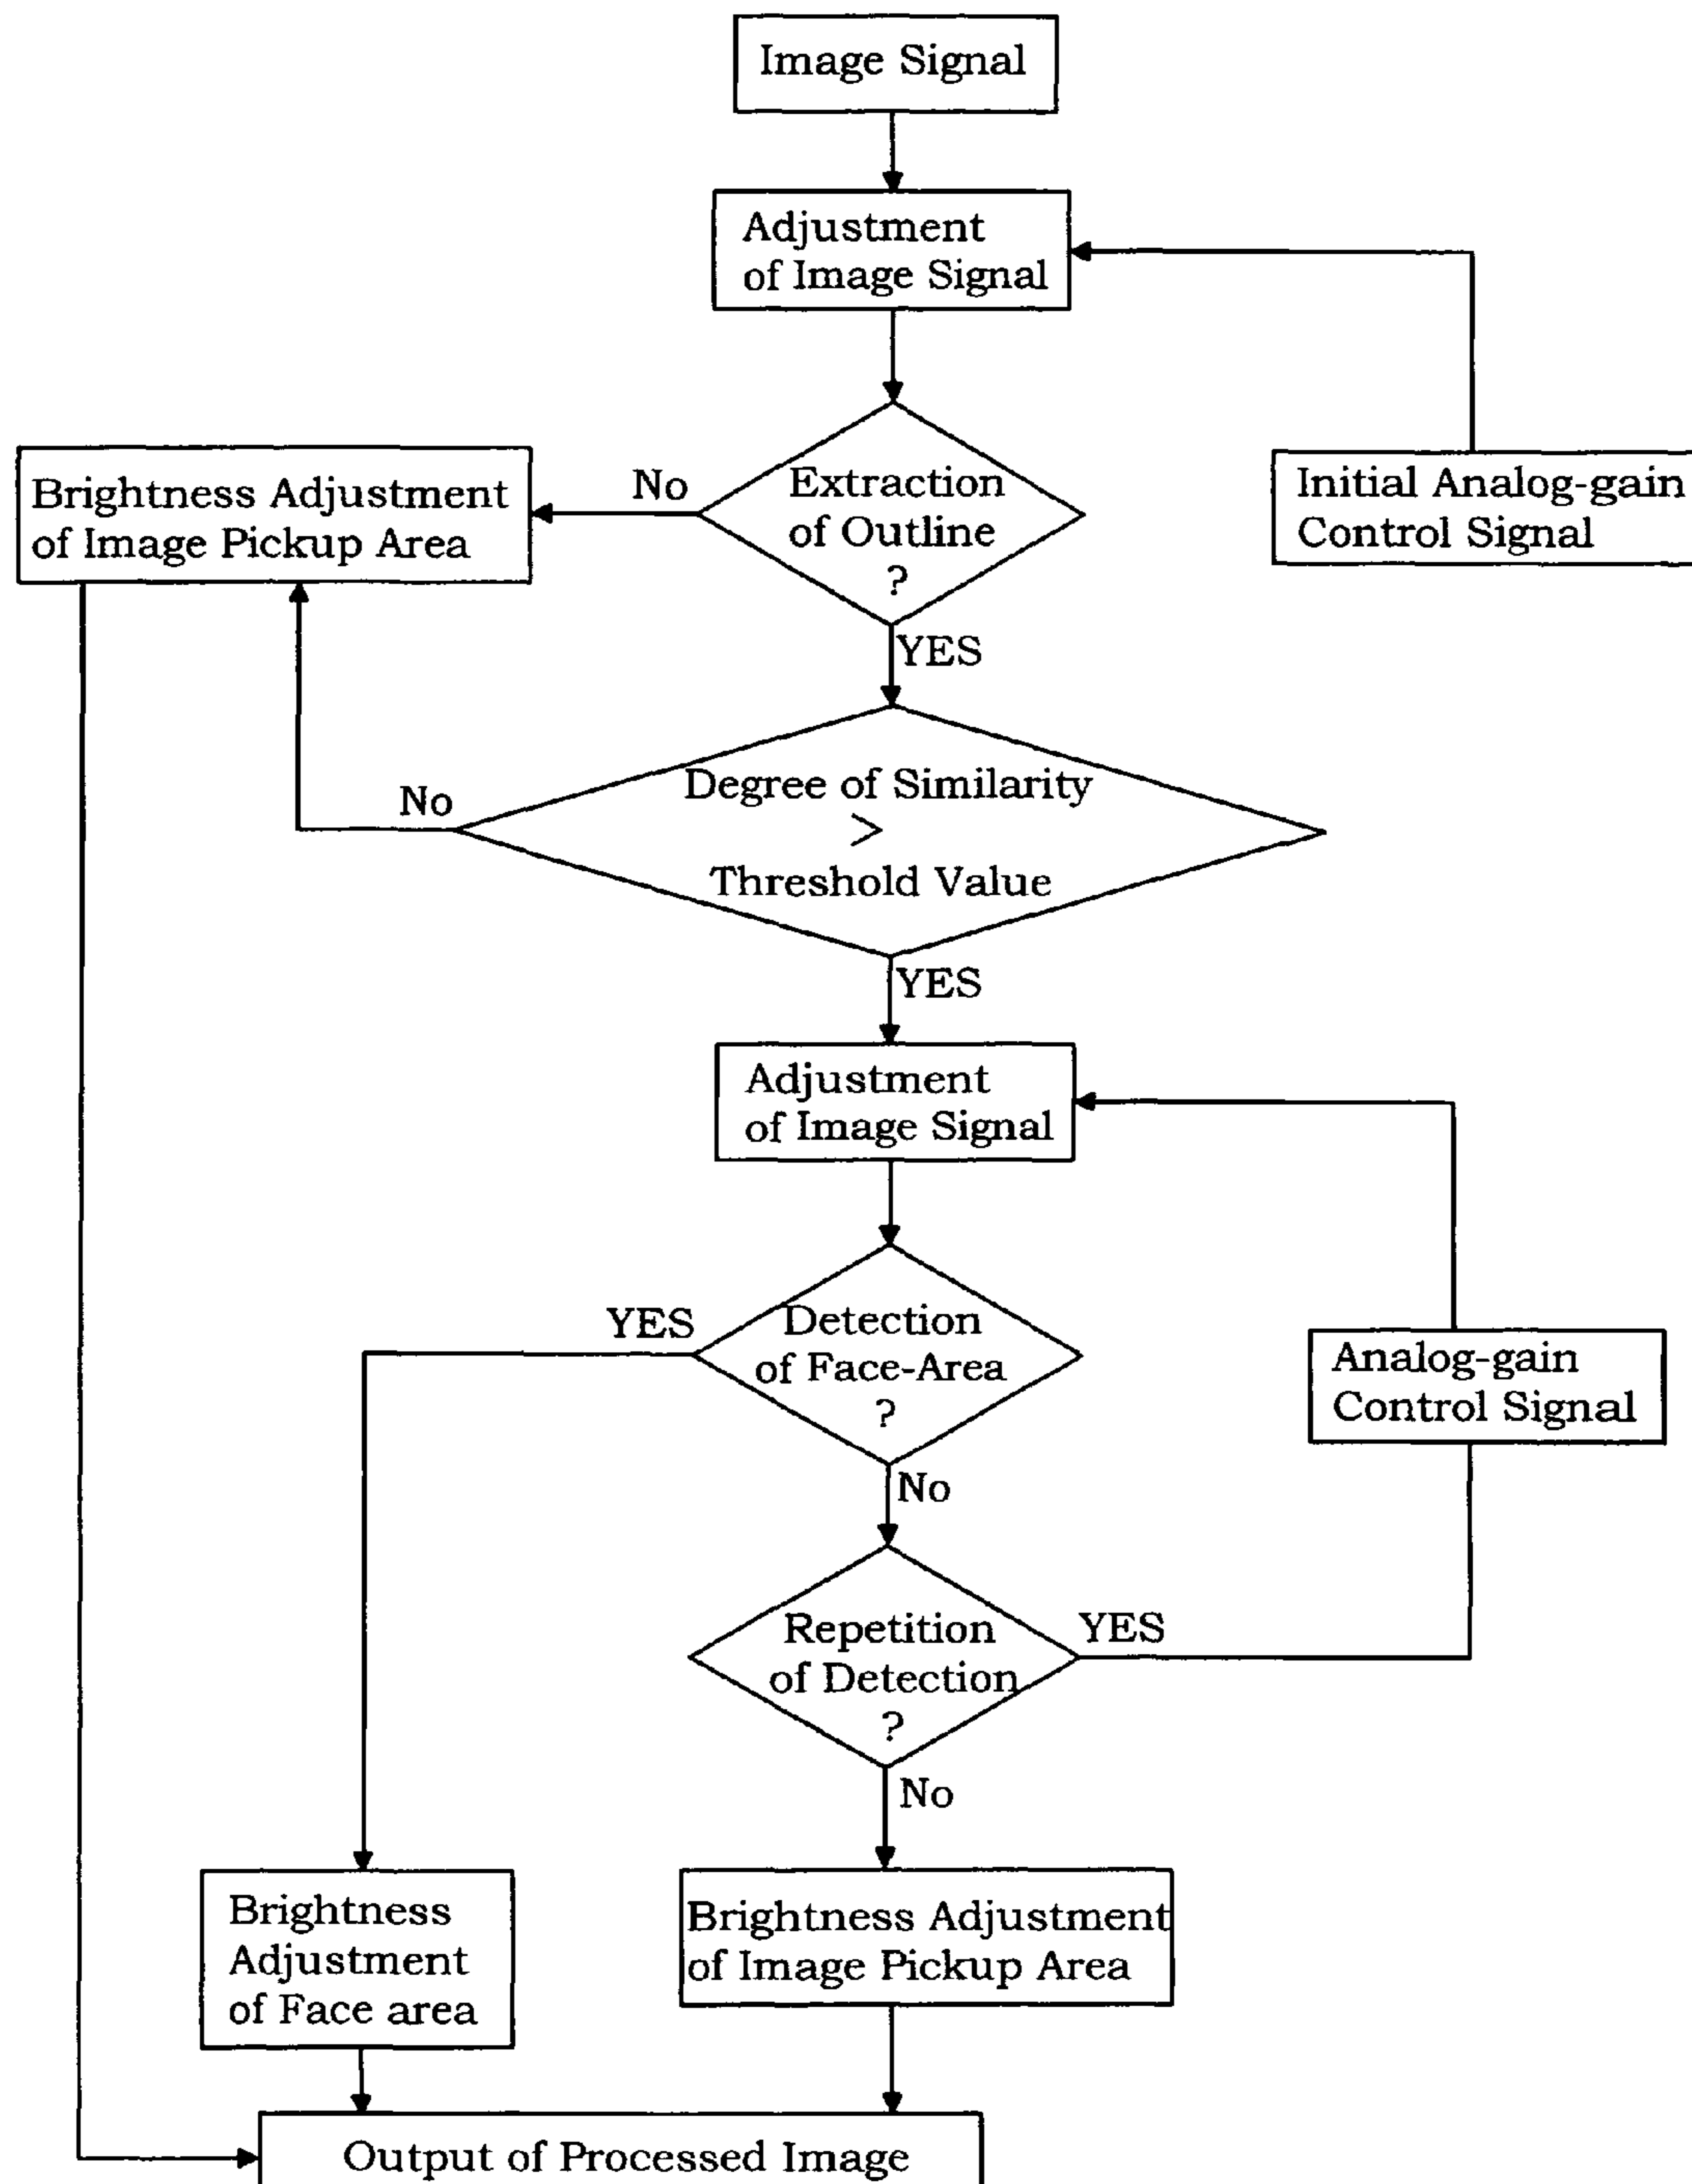 Image Signal
Adjustment
of Image Signal
Brightness Adjustment
of Image Pickup Area
No
Extraction
of Outline
?
Initial Analog-gain
Control Signal
YES
No
Degree of Similarity
>
Threshold Value
YES
Adjustment
of Image Signal
YES
Detection
of Face-Area
?
Analog-gain
Control Signal
No
Repetition
of Detection
?
YES
No
Brightness
Adjustment
of Face area
Brightness Adjustment
of Image Pickup Area
Output of Processed Image